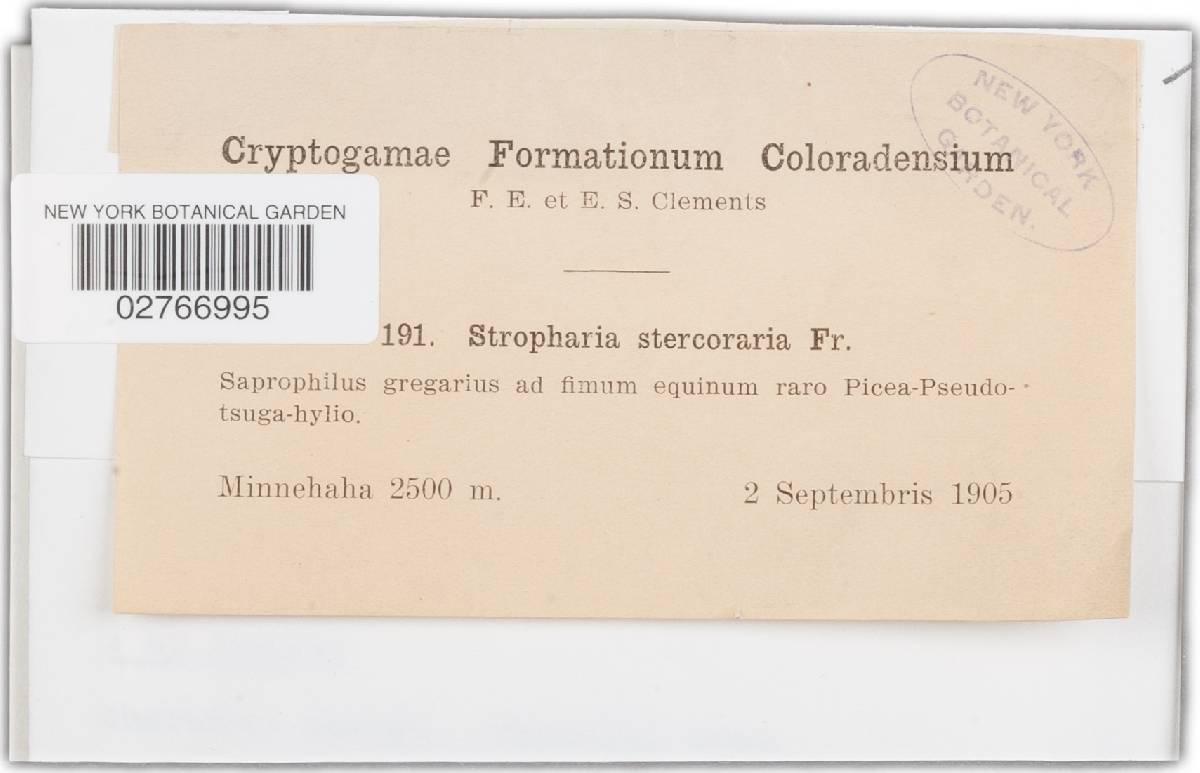 Cryptogamae Formationum Coloradensium
F. E. et E. S. Clements
NEW YORK BOTANICAL GARDEN.
NEW YORK BOTANICAL GARDEN
02766995
191. Stropharia stercoraria Fr.
Saprophilus gregarius ad fimum equinum raro Picea-Pseudo-
tsuga-hylio.
Minnehaha 2500 m. 2 Septembris 1905